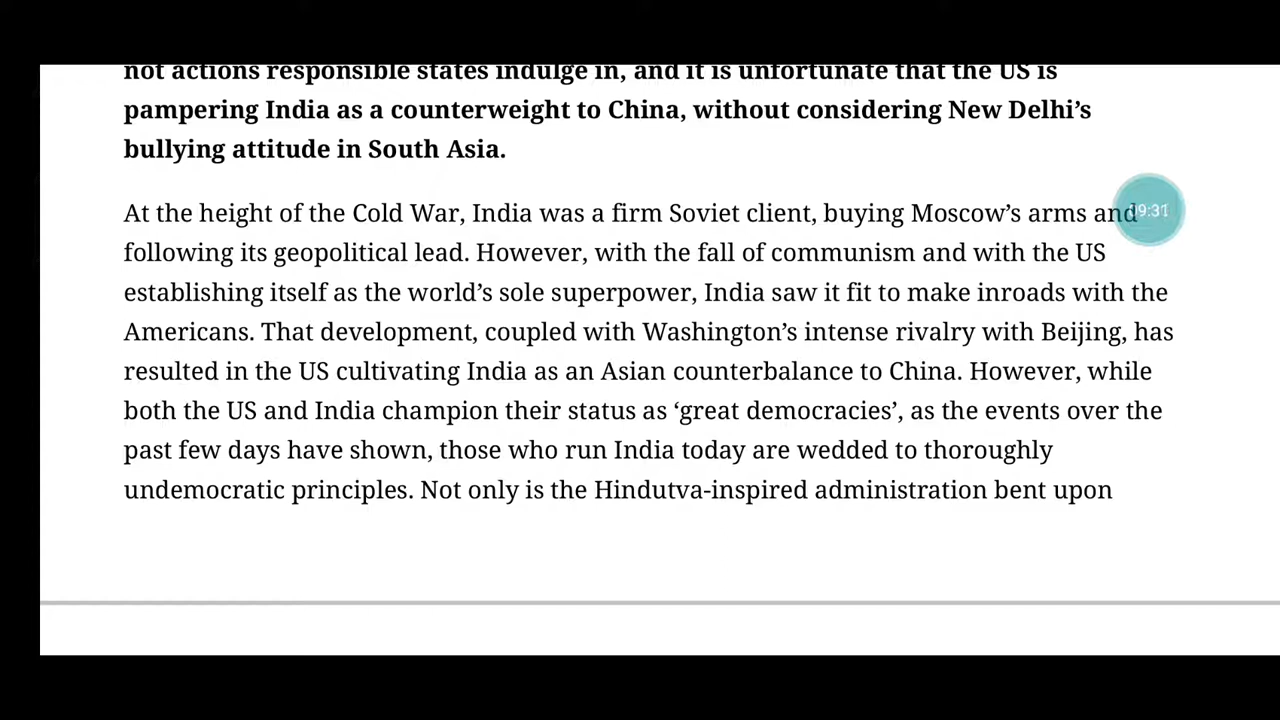 not actions responsible states indulge in, and it is unfortunate that the US is
pampering India as a counterweight to China, without considering New Delhi’s
bullying attitude in South Asia.
At the height of the Cold War, India was a firm Soviet client, buying Moscow’s arms and
09:31
following its geopolitical lead. However, with the fall of communism and with the US
establishing itself as the world’s sole superpower, India saw it fit to make inroads with the
Americans. That development, coupled with Washington’s intense rivalry with Beijing, has
resulted in the US cultivating India as an Asian counterbalance to China. However, while
both the US and India champion their status as ‘great democracies’, as the events over the
past few days have shown, those who run India today are wedded to thoroughly
undemocratic principles. Not only is the Hindutva-inspired administration bent upon